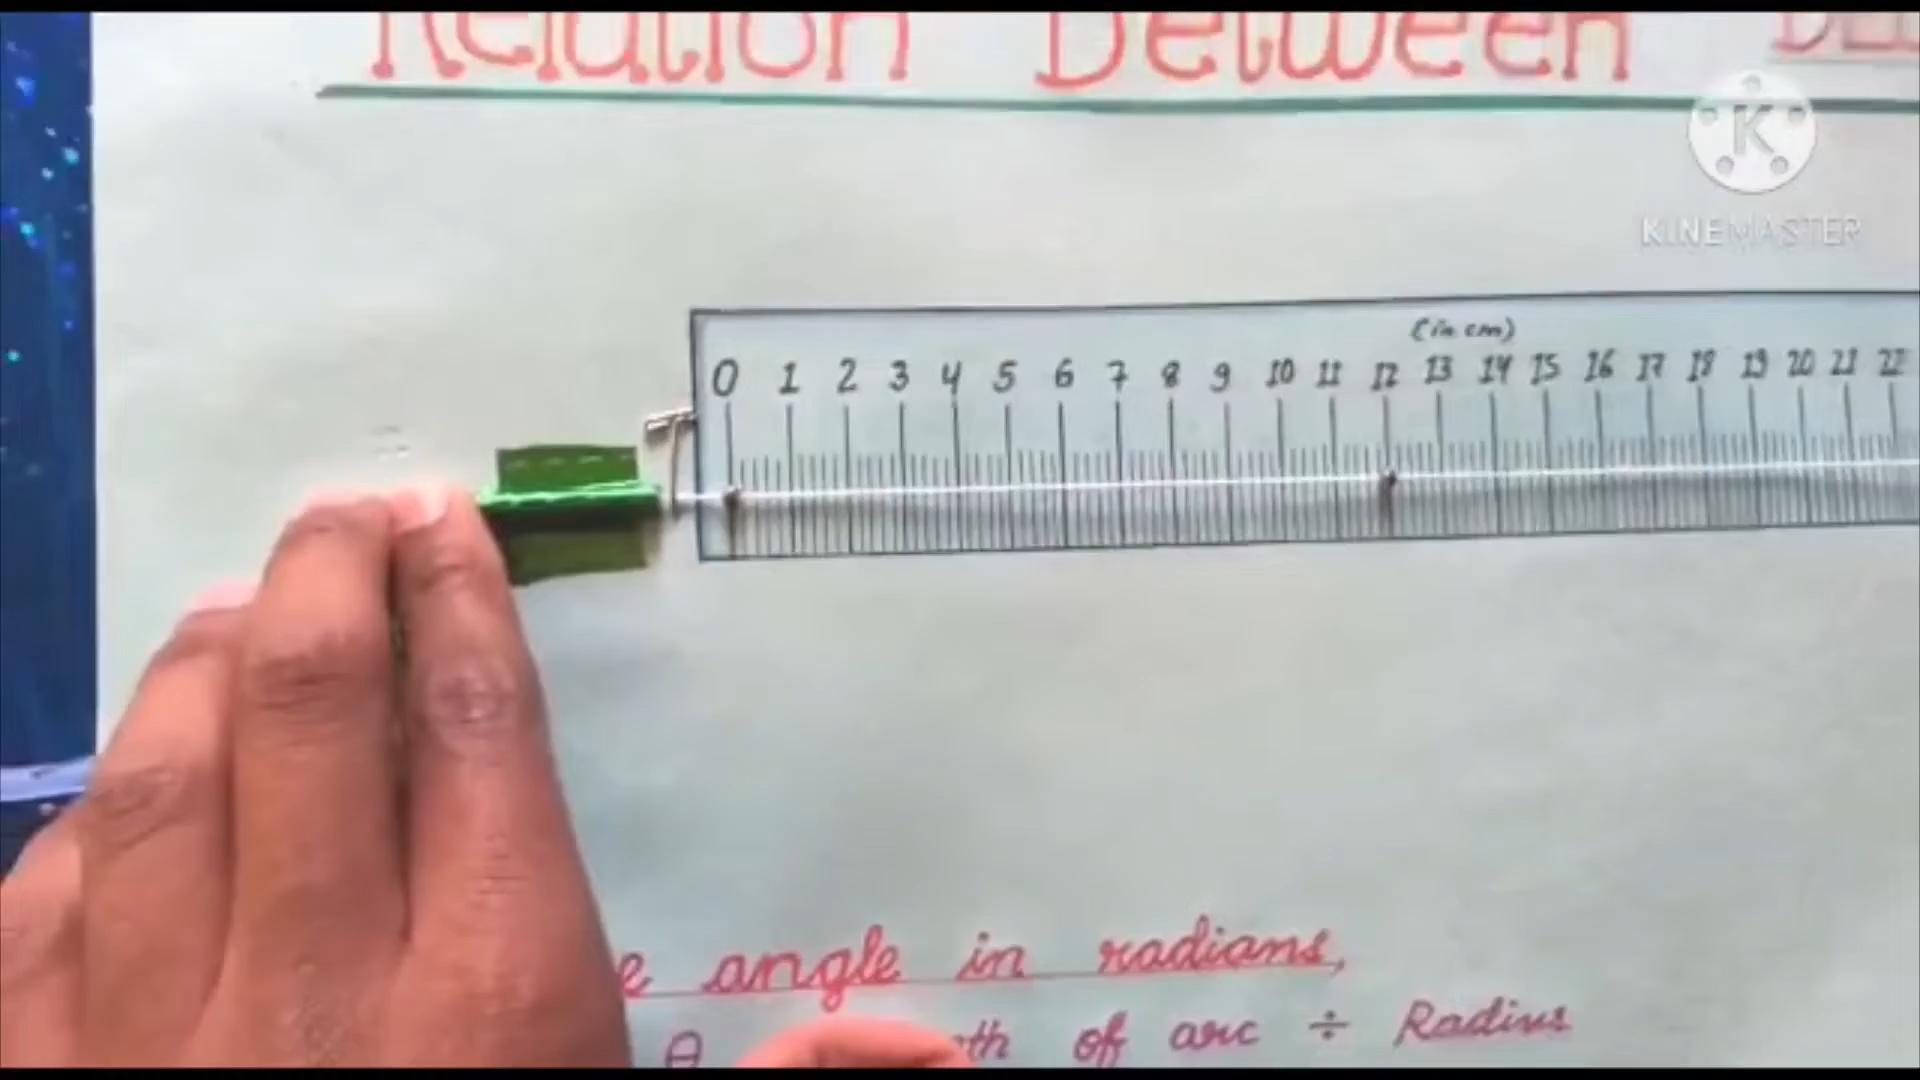 Relation Between
KINEMASTER
(in cm)
0 1 2 3 4 5 6 7 8 9 10 11 12 13 14 15 16 17 18 19 20 21 22
angle in radians,
θ of arc ÷ Radius